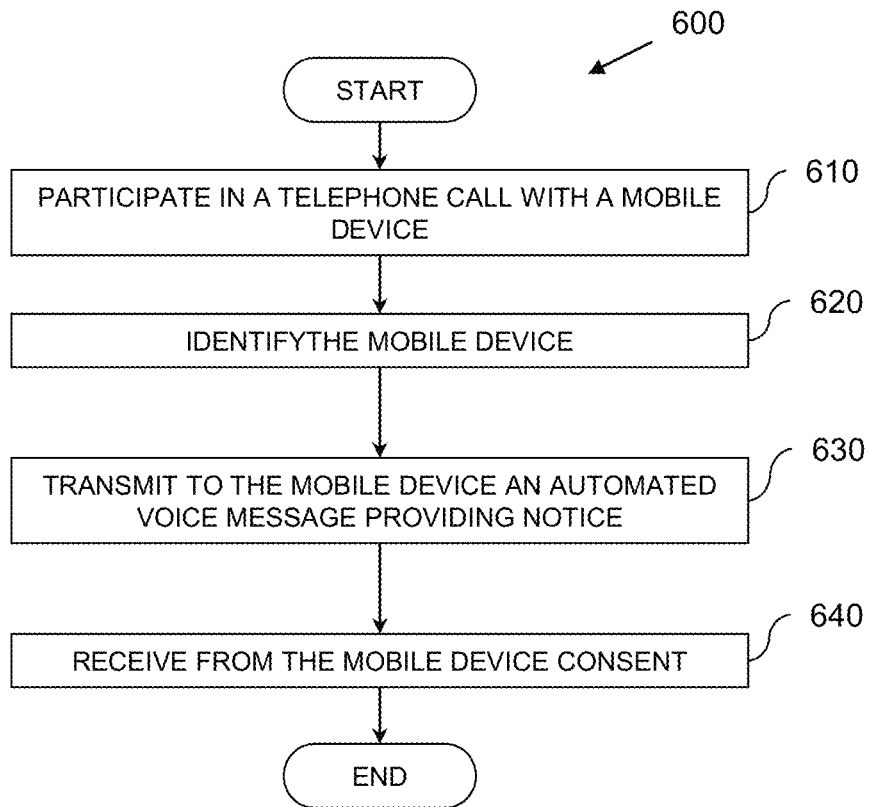 600
START
PARTICIPATE IN A TELEPHONE CALL WITH A MOBILE
DEVICE
610
IDENTIFYTHE MOBILE DEVICE
620
TRANSMIT TO THE MOBILE DEVICE AN AUTOMATED
VOICE MESSAGE PROVIDING NOTICE
630
RECEIVE FROM THE MOBILE DEVICE CONSENT
640
END